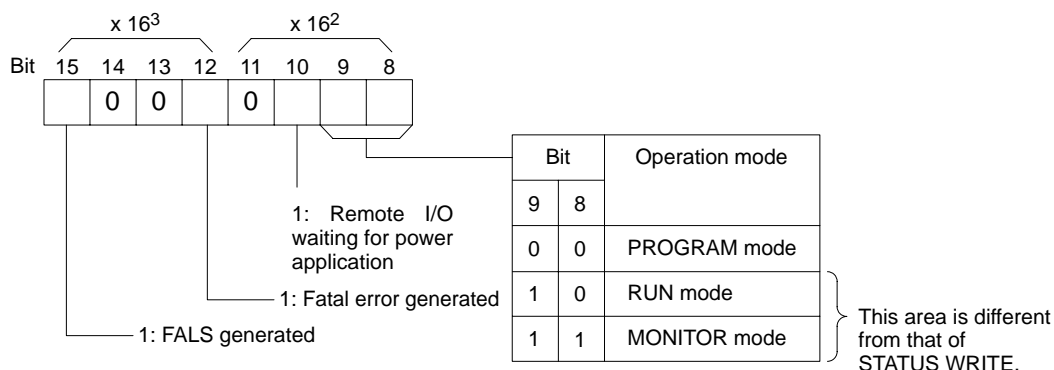 x 16³ x 16²
Bit 15 14 13 12 11 10 9 8
0 0 0
Bit Operation mode
9 8
1: Remote I/O
waiting for power
application
0 0 PROGRAM mode
1: Fatal error generated
1 0 RUN mode
1: FALS generated
1 1 MONITOR mode
This area is different
from that of
STATUS WRITE.